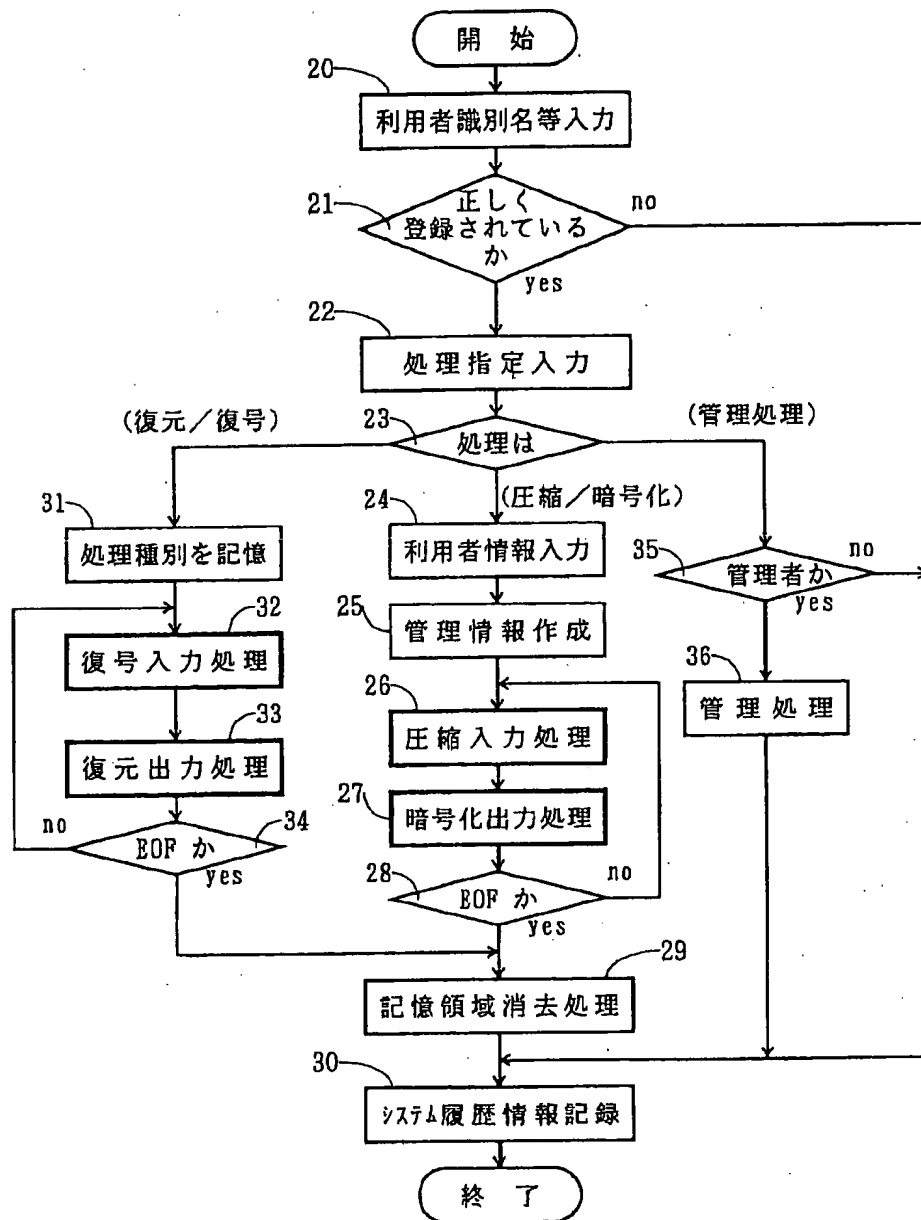 開 始
20
利用者識別名等入力
21
正しく
登録されている
か
no
yes
22
処理指定入力
(復元／復号)
23
処理は
(管理処理)
(圧縮／暗号化)
31
処理種別を記憶
24
利用者情報入力
35
管理者か
no
yes
32
復号入力処理
25
管理情報作成
36
管理処理
33
復元出力処理
26
圧縮入力処理
27
暗号化出力処理
no
EOF か
34
yes
28
EOF か
no
yes
29
記憶領域消去処理
30
ｼｽﾃﾑ履歴情報記録
終 了